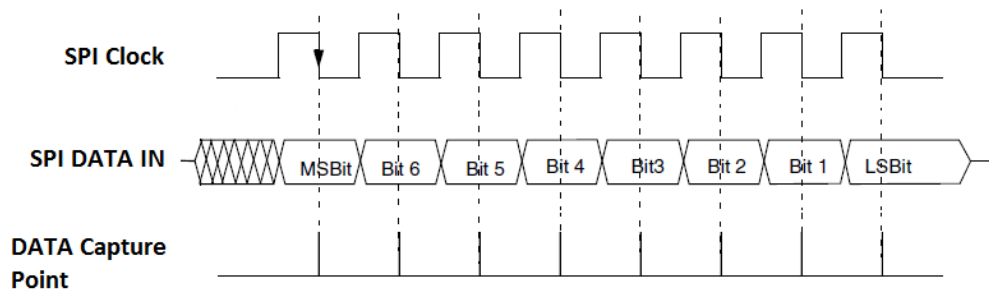 SPI Clock
SPI DATA IN
MSBit Bit 6 Bit 5 Bit 4 Bit3 Bit 2 Bit 1 LSBit
DATA Capture
Point